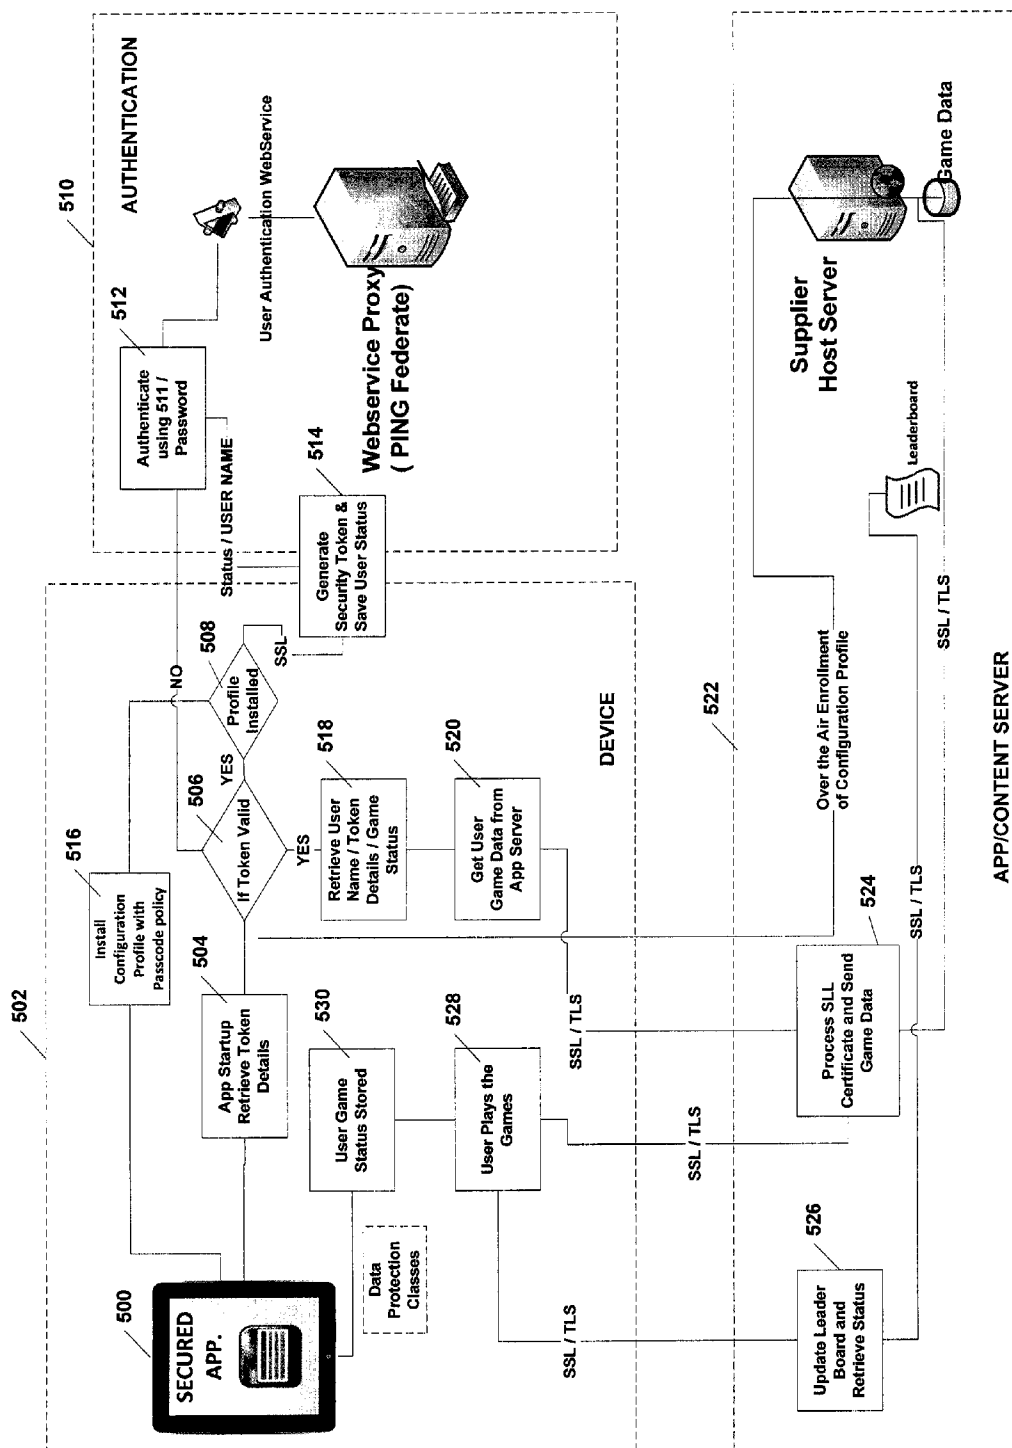 510
AUTHENTICATION
512
Authenticate
using 511 /
Password
User Authentication WebService
Webservice Proxy
( PING Federate)
Status / USER NAME
514
Generate
Security Token &
Save User Status
502
516
Install
Configuration
Profile with
Passcode policy
NO
508
Profile
Installed
SSL
YES
506
If Token Valid
YES
504
App Startup
Retrieve Token
Details
518
Retrieve User
Name / Token
Details / Game
Status
520
Get User
Game Data from
App Server
DEVICE
500
SECURED
APP.
530
User Game
Status Stored
Data
Protection
Classes
528
User Plays the
Games
SSL / TLS
SSL / TLS
SSL / TLS
522
Over the Air Enrollment
of Configuration Profile
Supplier
Host Server
Game Data
Leaderboard
SSL / TLS
SSL / TLS
524
Process SLL
Certificate and Send
Game Data
526
Update Leader
Board and
Retrieve Status
APP/CONTENT SERVER